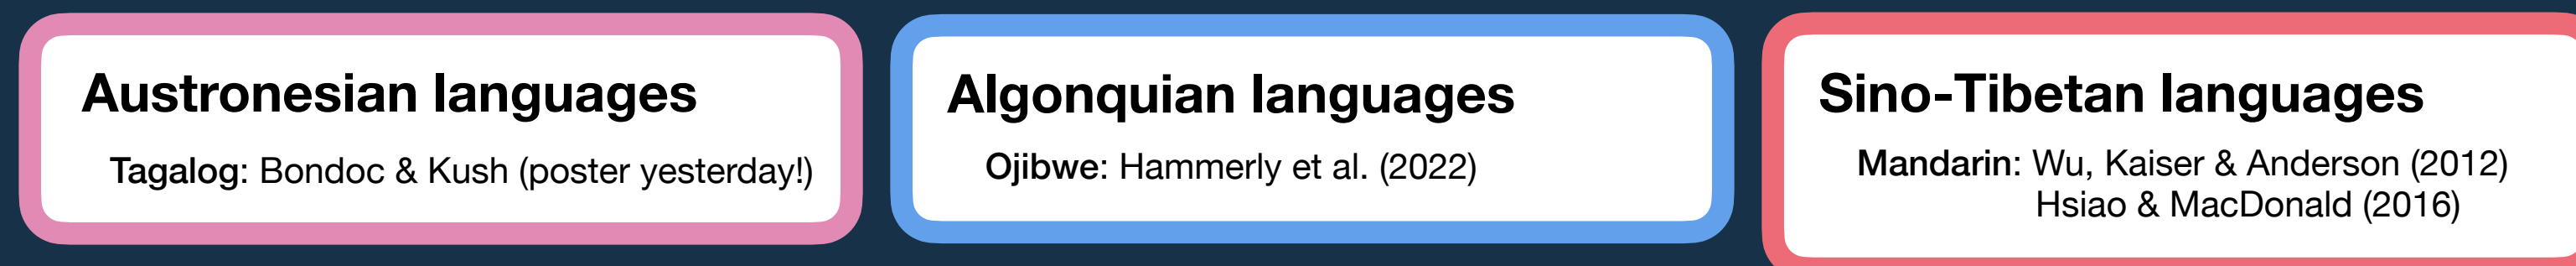 Austronesian languages
Tagalog: Bondoc & Kush (poster yesterday!)
Algonquian languages
Ojibwe: Hammerly et al. (2022)
Sino-Tibetan languages
Mandarin: Wu, Kaiser & Anderson (2012)
Hsiao & MacDonald (2016)